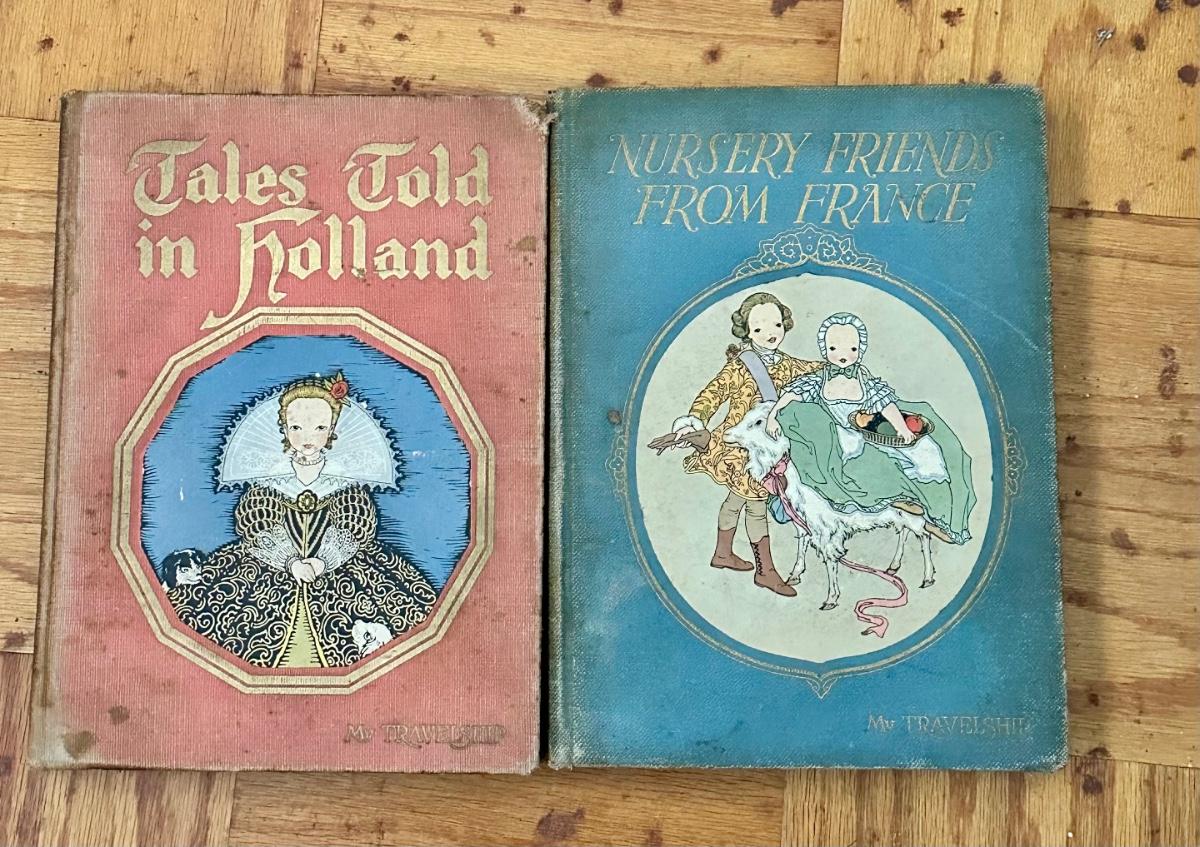 Tales Told
in Holland
My TRAVELSHIP
NURSERY FRIENDS
FROM FRANCE
My TRAVELSHIP